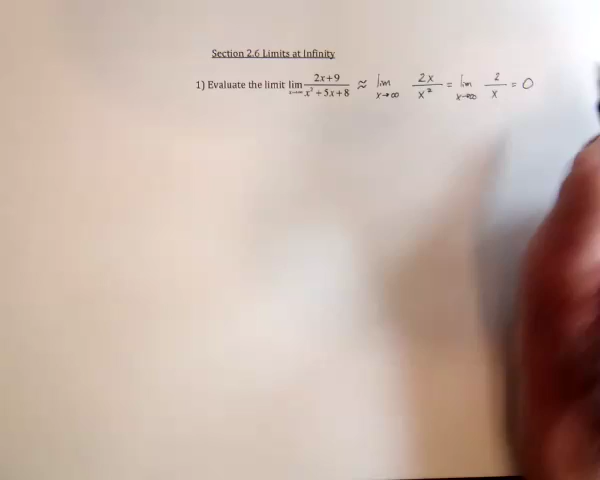 Section 2.6 Limits at Infinity
1) Evaluate the limit lim x→∞ (2x+9)/(x²+5x+8) ≈ lim x→∞ 2x/x² = lim x→∞ 2/x = 0